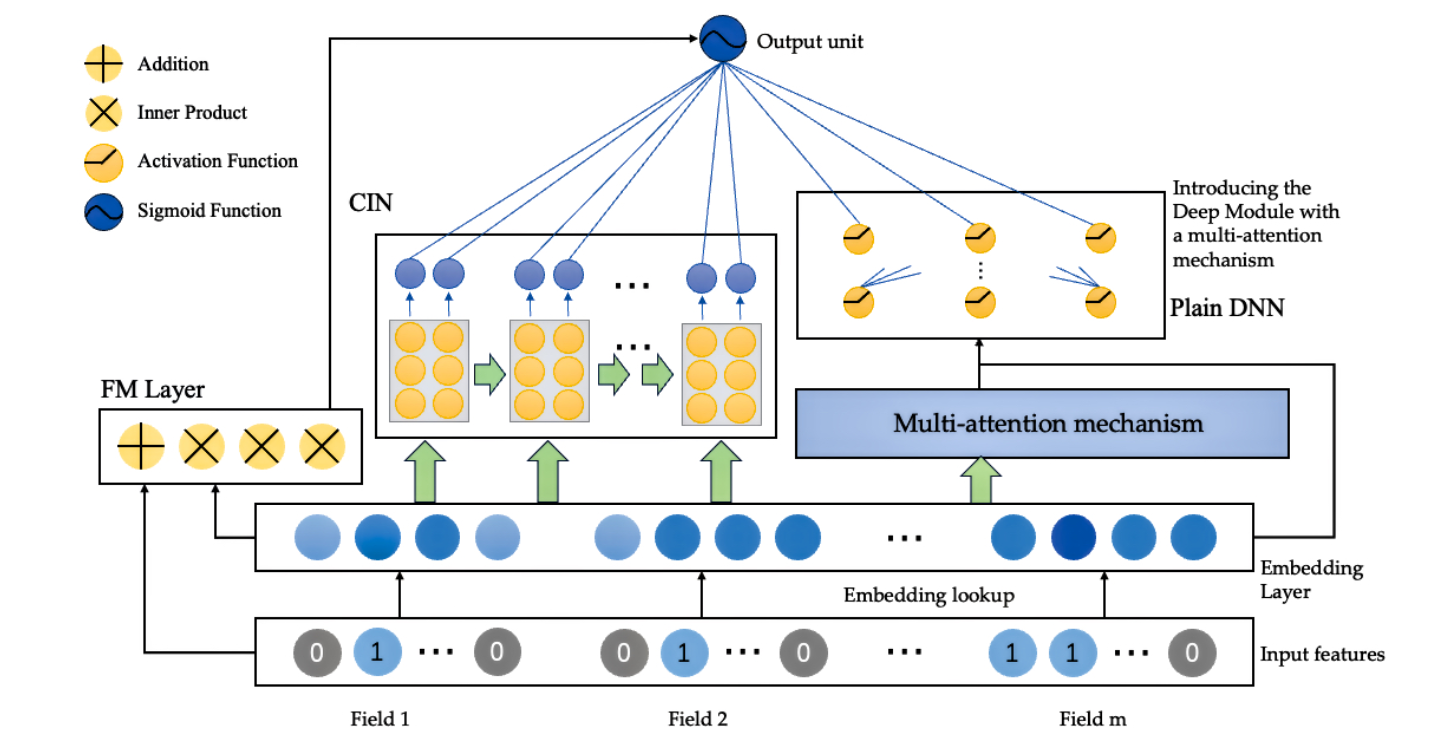 Output unit
Addition
Inner Product
Activation Function
Sigmoid Function
CIN
Introducing the
Deep Module with
a multi-attention
mechanism
...
Plain DNN
...
FM Layer
Multi-attention mechanism
...
Embedding
Layer
Embedding lookup
0 1 ... 0 0 1 ... 0 ... 1 1 ... 0
Input features
Field 1 Field 2 Field m